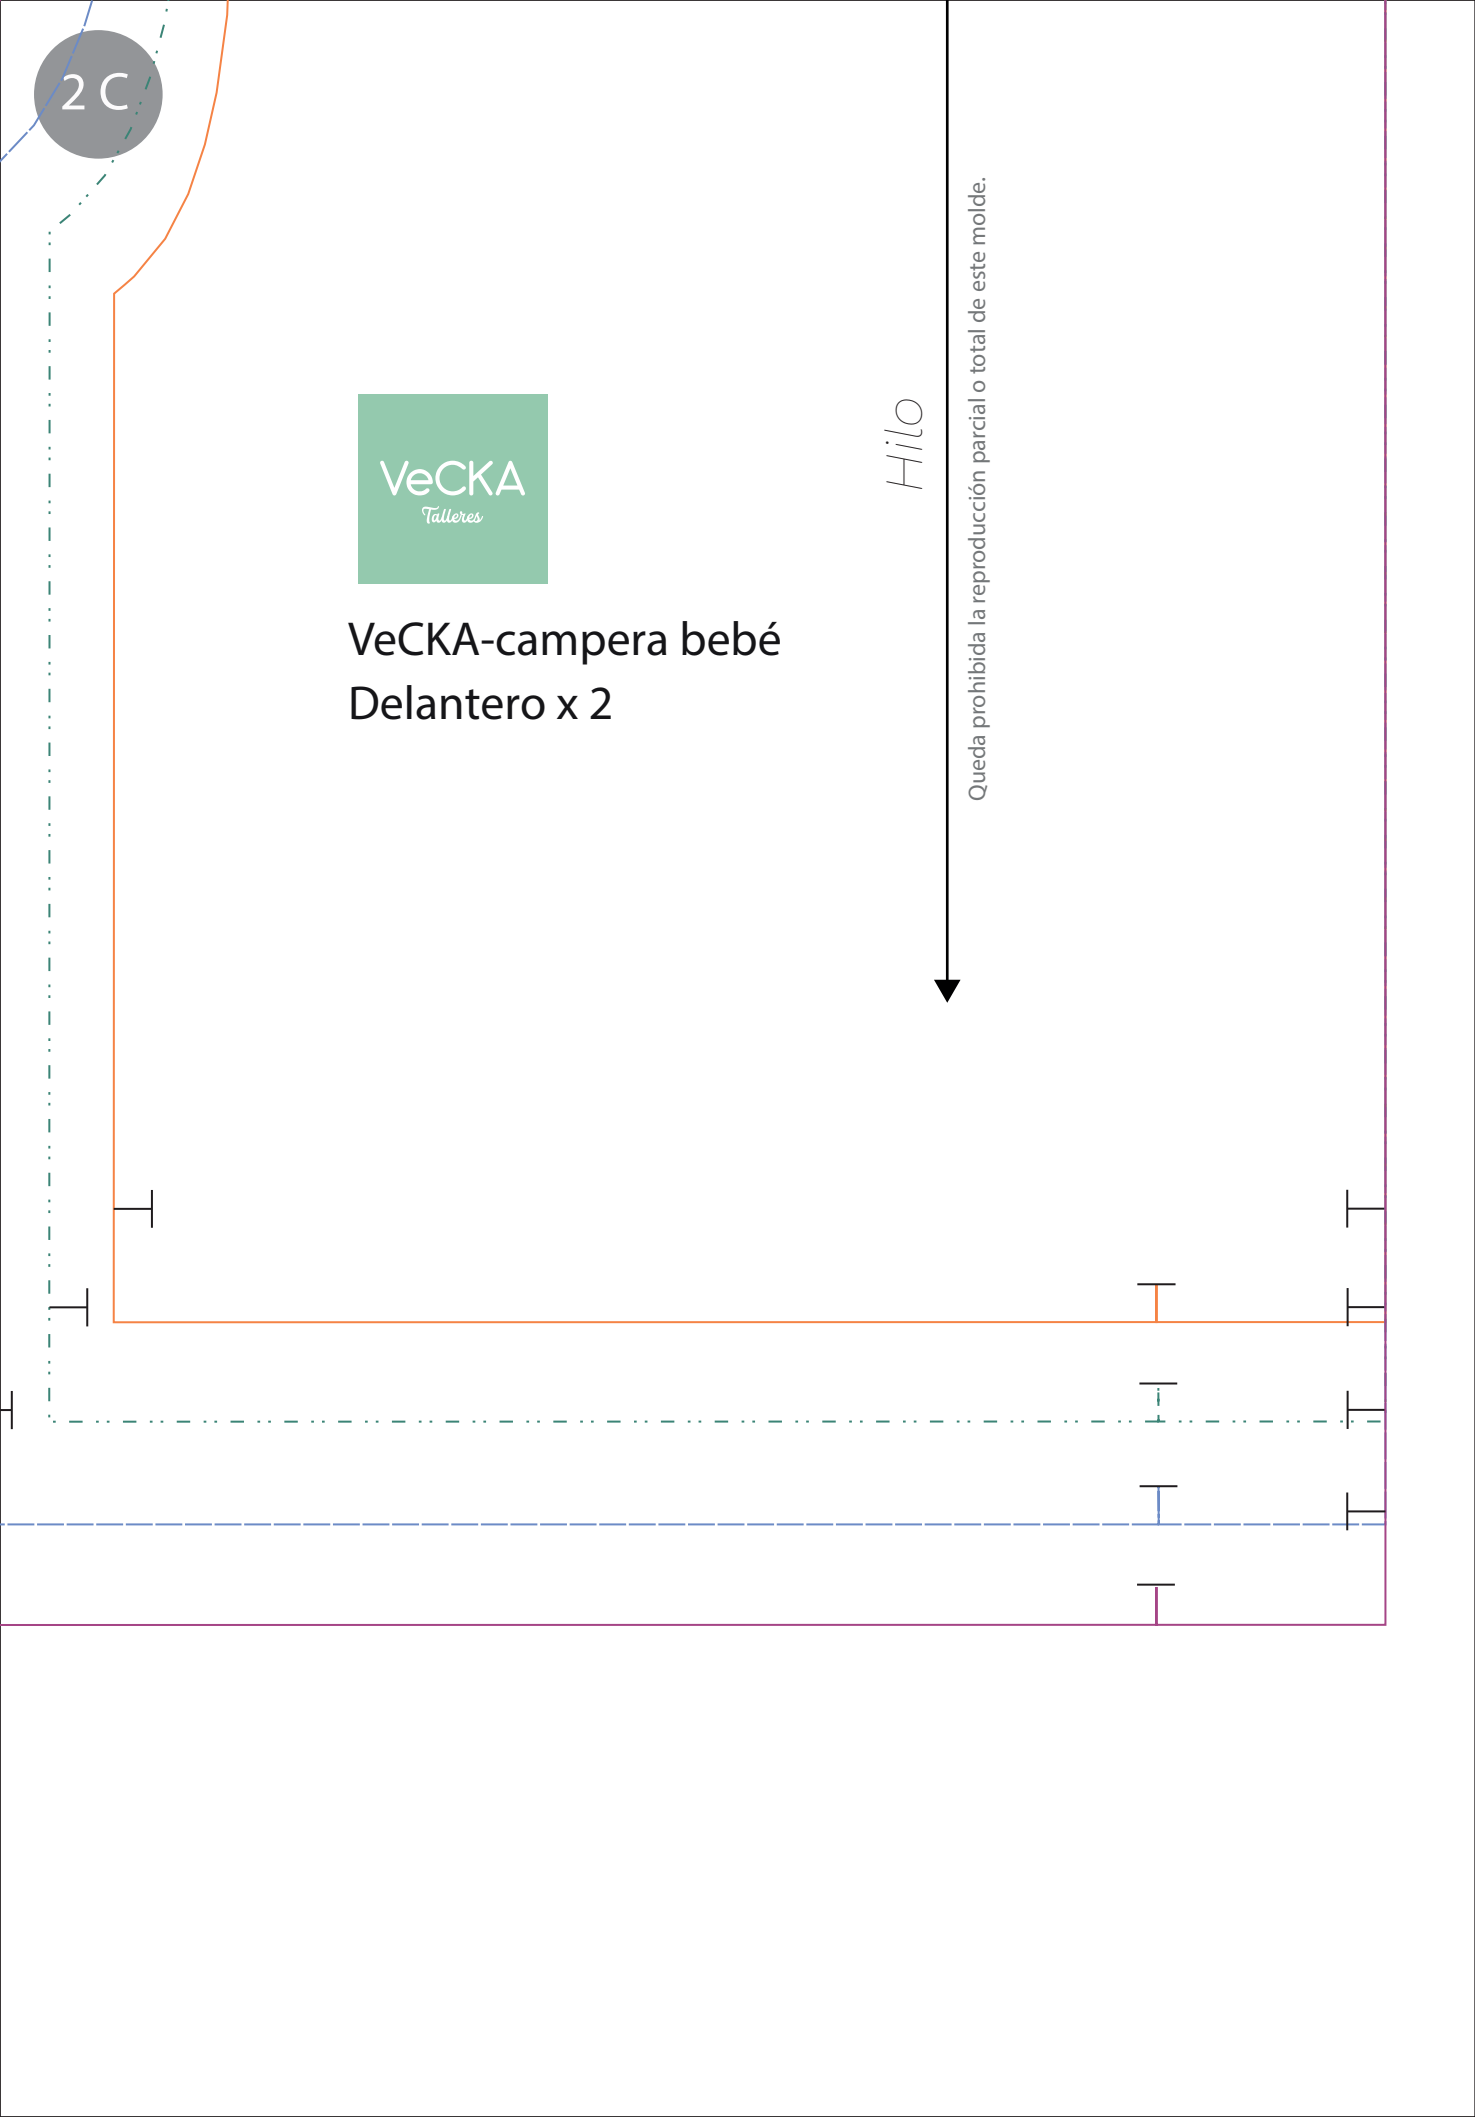 2 C
VeCKA
Talleres
VeCKA-campera bebé
Delantero x 2
Hilo
Queda prohibida la reproducción parcial o total de este molde.